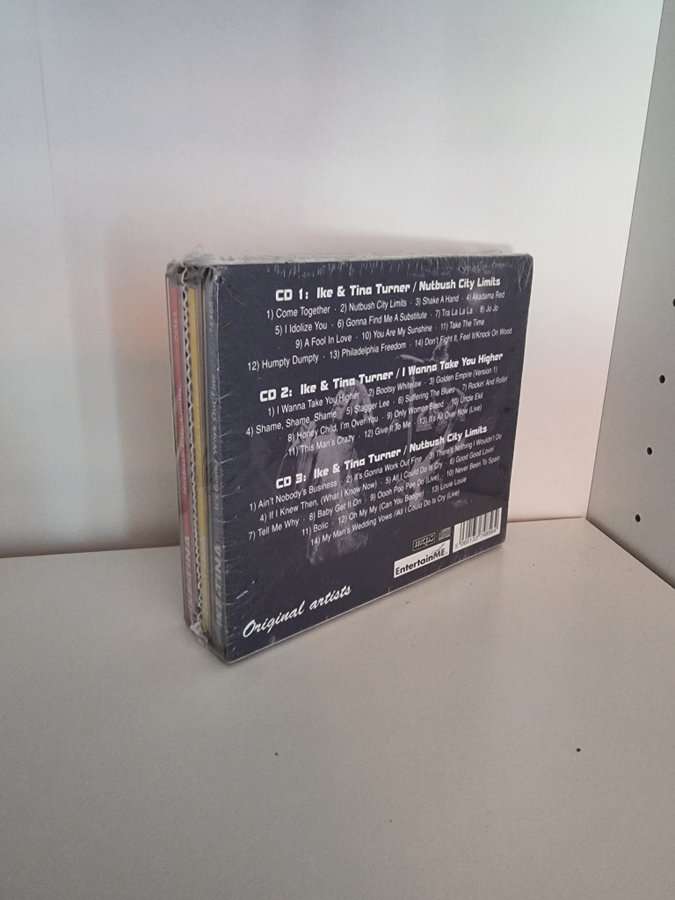 CD 1: Ike & Tina Turner / Nutbush City Limits
1) Come Together · 2) Nutbush City Limits · 3) Shake A Hand · 4) Akadama Red
5) I Idolize You · 6) Gonna Find Me A Substitute · 7) Tra La La La · 8) Jo Jo
9) A Fool In Love · 10) You Are My Sunshine · 11) Take The Time
12) Humpty Dumpty · 13) Philadelphia Freedom · 14) Don't Fight It, Feel It/Knock On Wood
CD 2: Ike & Tina Turner / I Wanna Take You Higher
1) I Wanna Take You Higher · 2) Bootsy Whitelaw · 3) Golden Empire (Version 1)
4) Shame, Shame, Shame · 5) Stagger Lee · 6) Suffering The Blues · 7) Rockin' And Rollin'
8) Honey Child, I'm Over You · 9) Only Women Bleed · 10)
11) This Man's Crazy · 12) Give It To Me · 13) It's All Over Now (Live)
CD 3: Ike & Tina Turner / Nutbush City Limits
1) Ain't Nobody's Business · 2) It's Gonna Work Out Fine · 3) There's Nothing I Wouldn't Do
4) If I Knew Then, (What I Know Now) · 5) All I Could Do Is Cry · 6) Good Good Lovin'
7) Tell Me Why · 8) Baby Get It On · 9) Oooh Poo Pee Do (Live) · 10) Never Been To Spain
11) Bolic · 12) Oh My My (Can You Boogie) · 13) Louie Louie
14) My Man's Wedding Vows (All I Could Do Is Cry (Live)
EntertainME
Original artists